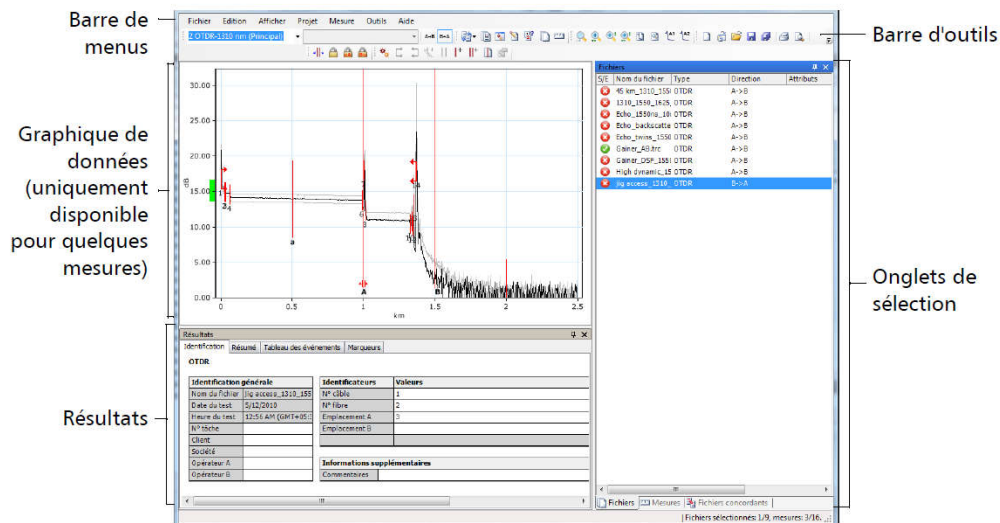 Barre de
menus
Fichier Edition Afficher Projet Mesure Outils Aide
Z OTDR-1310 nm (Principal)
A->B B->A
Barre d'outils
Graphique de
données
(uniquement
disponible
pour quelques
mesures)
30.00
25.00
20.00
15.00
10.00
5.00
0.00
dB
0 0.5 1.0 1.5 2.0 2.5
km
a
A
B
Fichiers
S/E Nom du fichier Type Direction Attributs
45 km_1310_155 OTDR A->B
1310_1550_1625, OTDR A->B
Echo_1550ns_10 OTDR A->B
Echo_backscatte OTDR A->B
Echo_twins_1550 OTDR A->B
Gainer_AB.trc OTDR A->B
Gainer_DSF_155 OTDR A->B
High dynamic_15 OTDR A->B
Jig access_1310_ OTDR B->A
Onglets de
sélection
Résultats
Résultats
Identification Résumé Tableau des événements Marqueurs
OTDR
Identification générale
Nom du fichier Jig access_1310_155
Date du test 5/12/2010
Heure du test 12:56 AM (GMT+05:
N° tâche
Client
Société
Opérateur A
Opérateur B
Identificateurs Valeurs
N° câble 1
N° fibre 2
Emplacement A 3
Emplacement B
Informations supplémentaires
Commentaires
Fichiers Mesures Fichiers concordants
Fichiers sélectionnés: 1/9, mesures: 3/16.